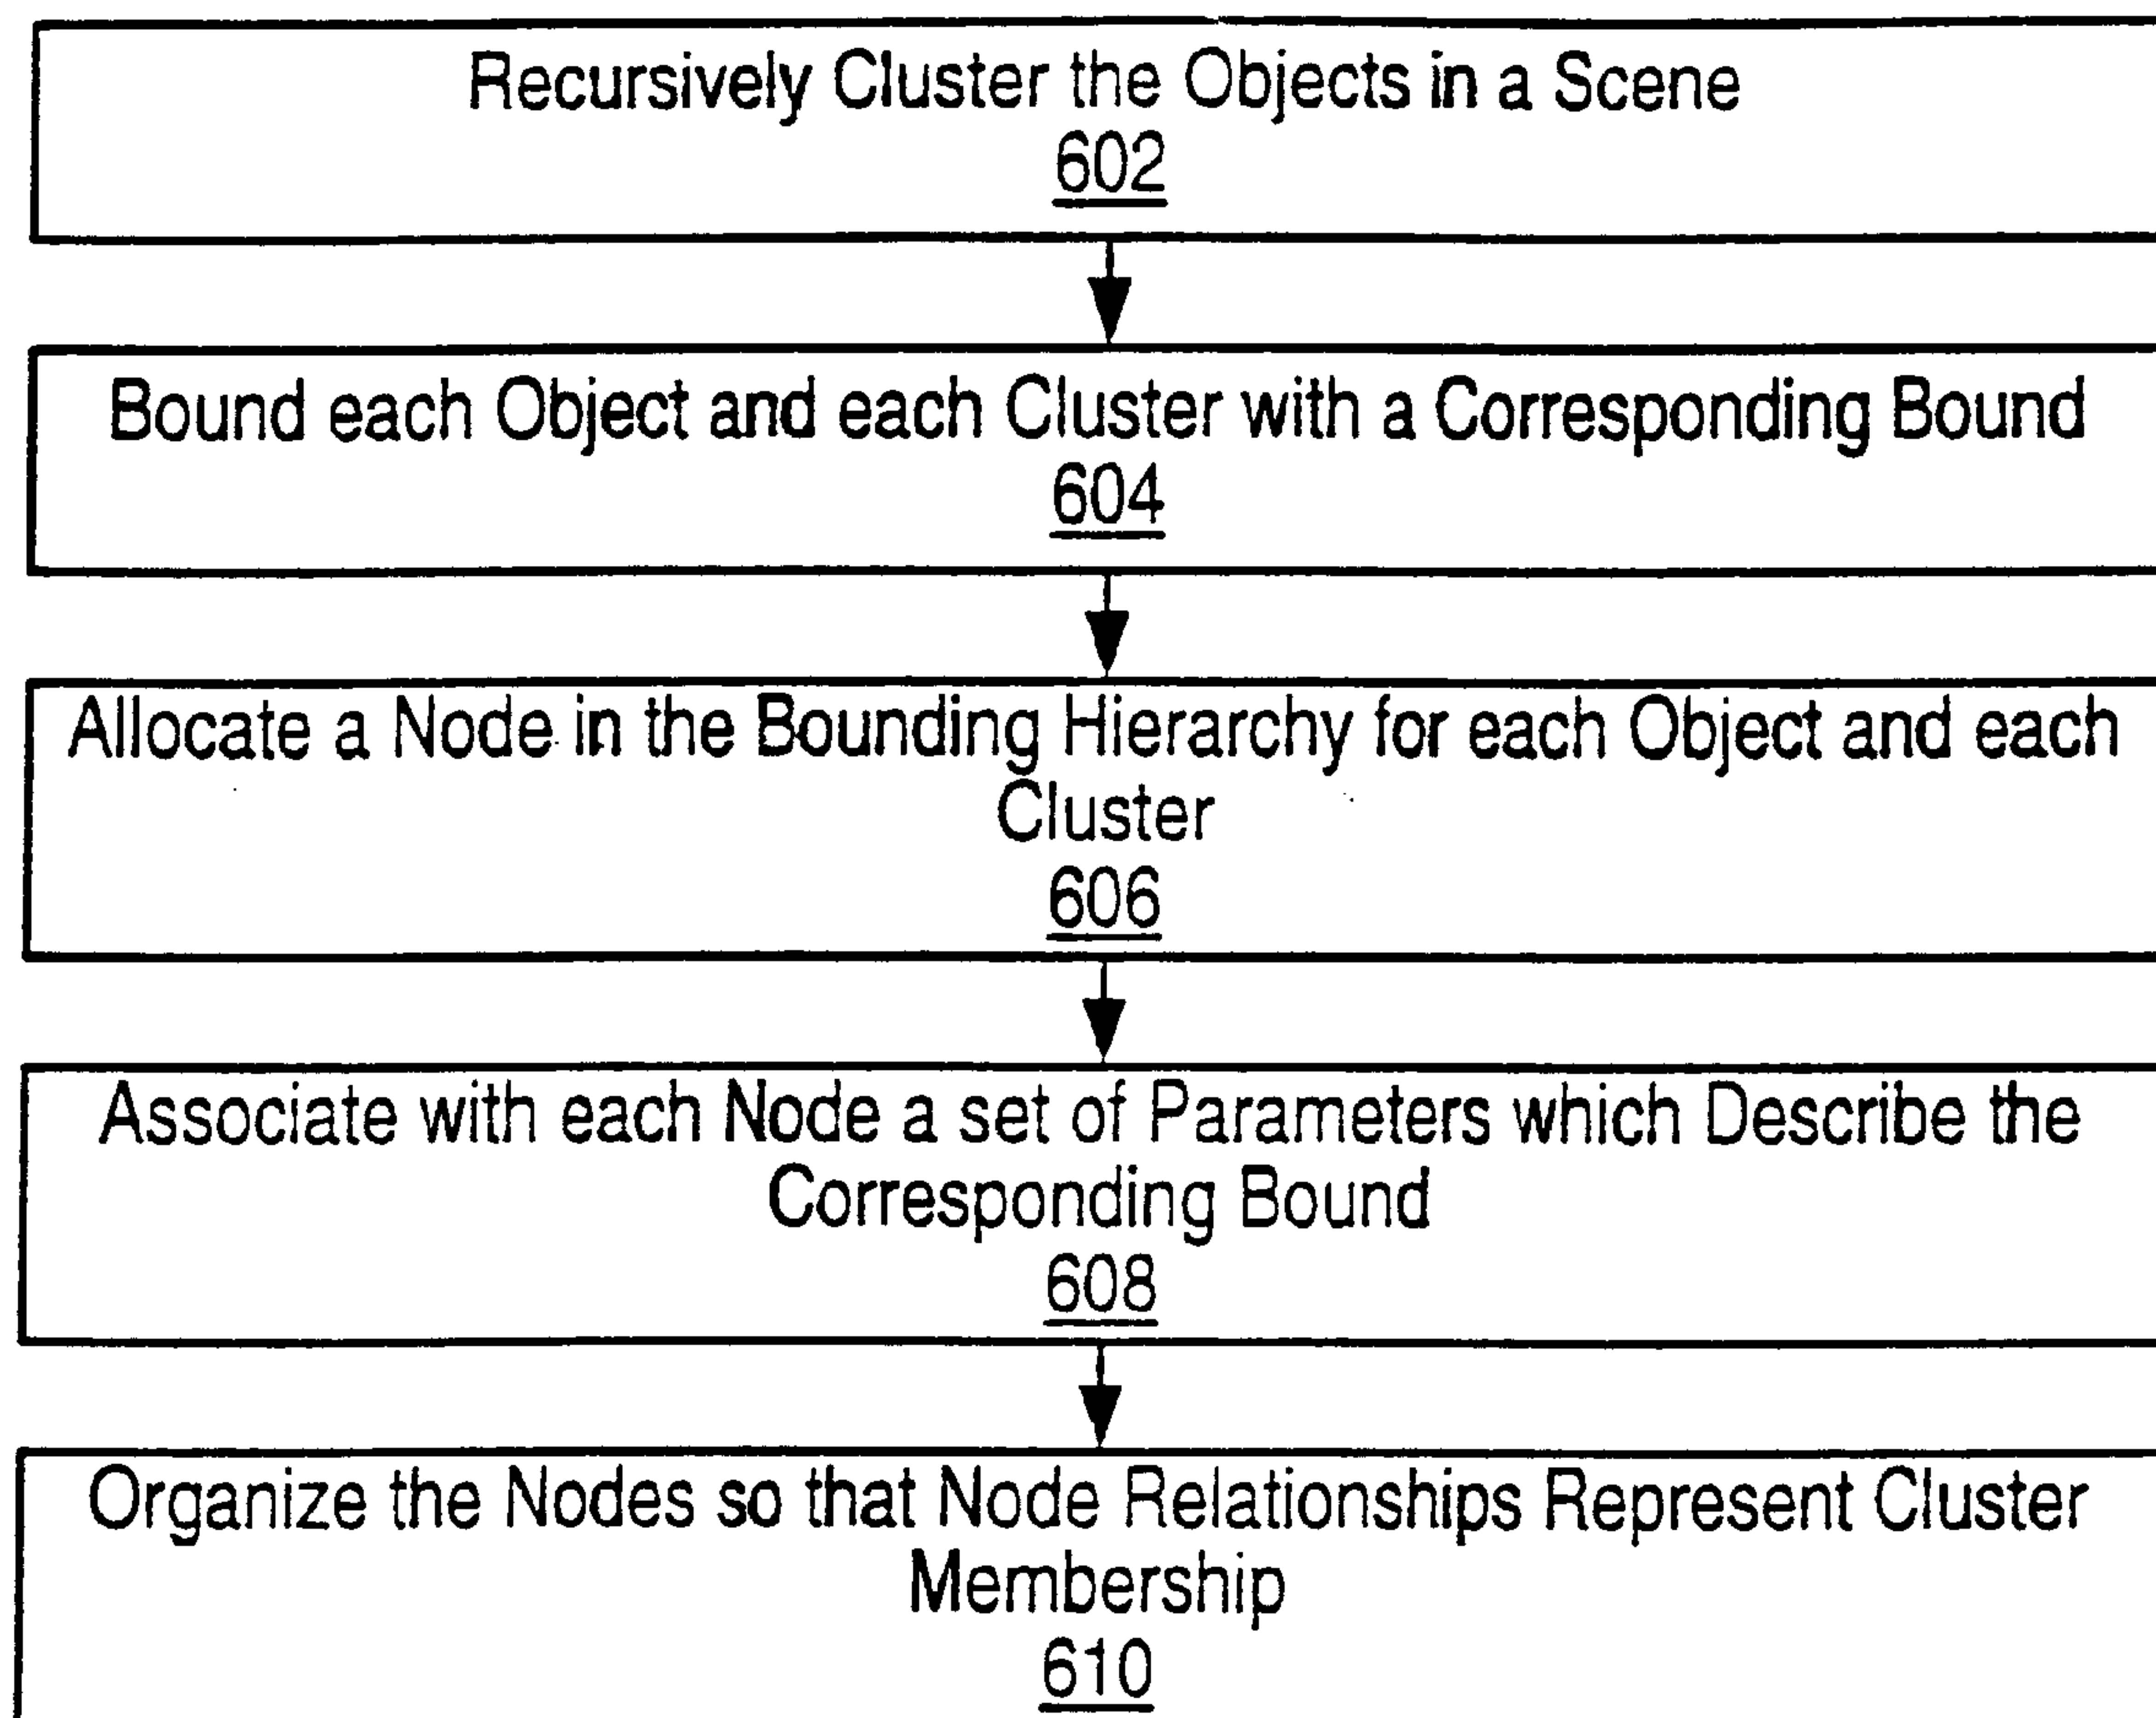 Recursively Cluster the Objects in a Scene
602
Bound each Object and each Cluster with a Corresponding Bound
604
Allocate a Node in the Bounding Hierarchy for each Object and each
Cluster
606
Associate with each Node a set of Parameters which Describe the
Corresponding Bound
608
Organize the Nodes so that Node Relationships Represent Cluster
Membership
610